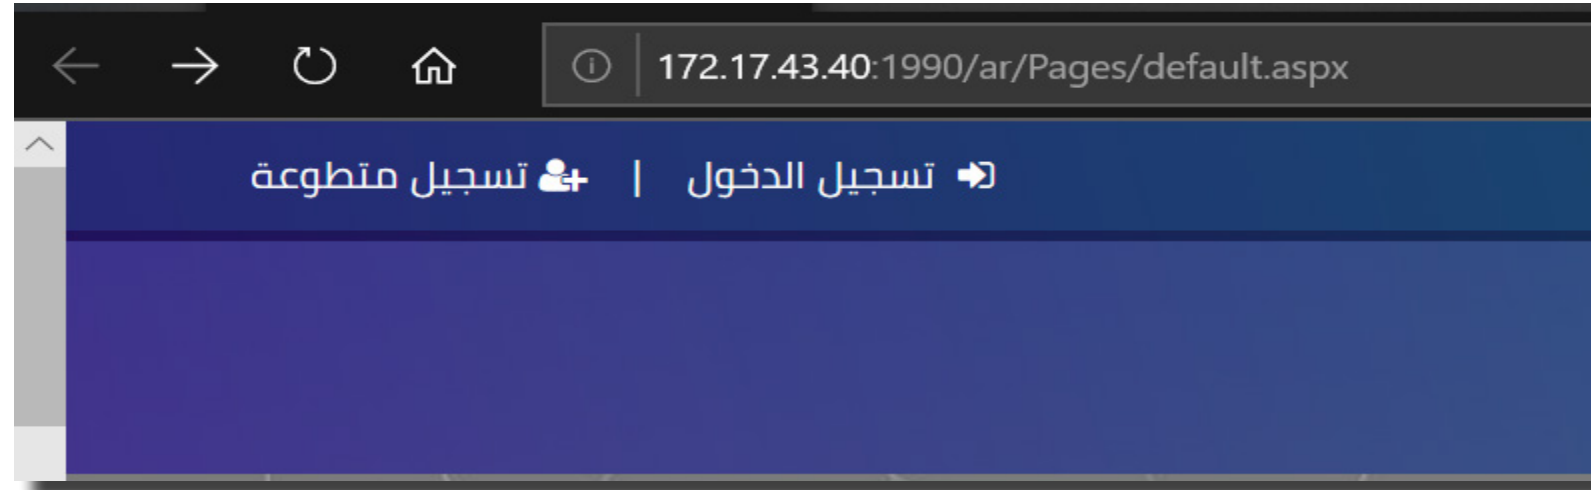 172.17.43.40:1990/ar/Pages/default.aspx
تسجيل الدخول | تسجيل متطوعة